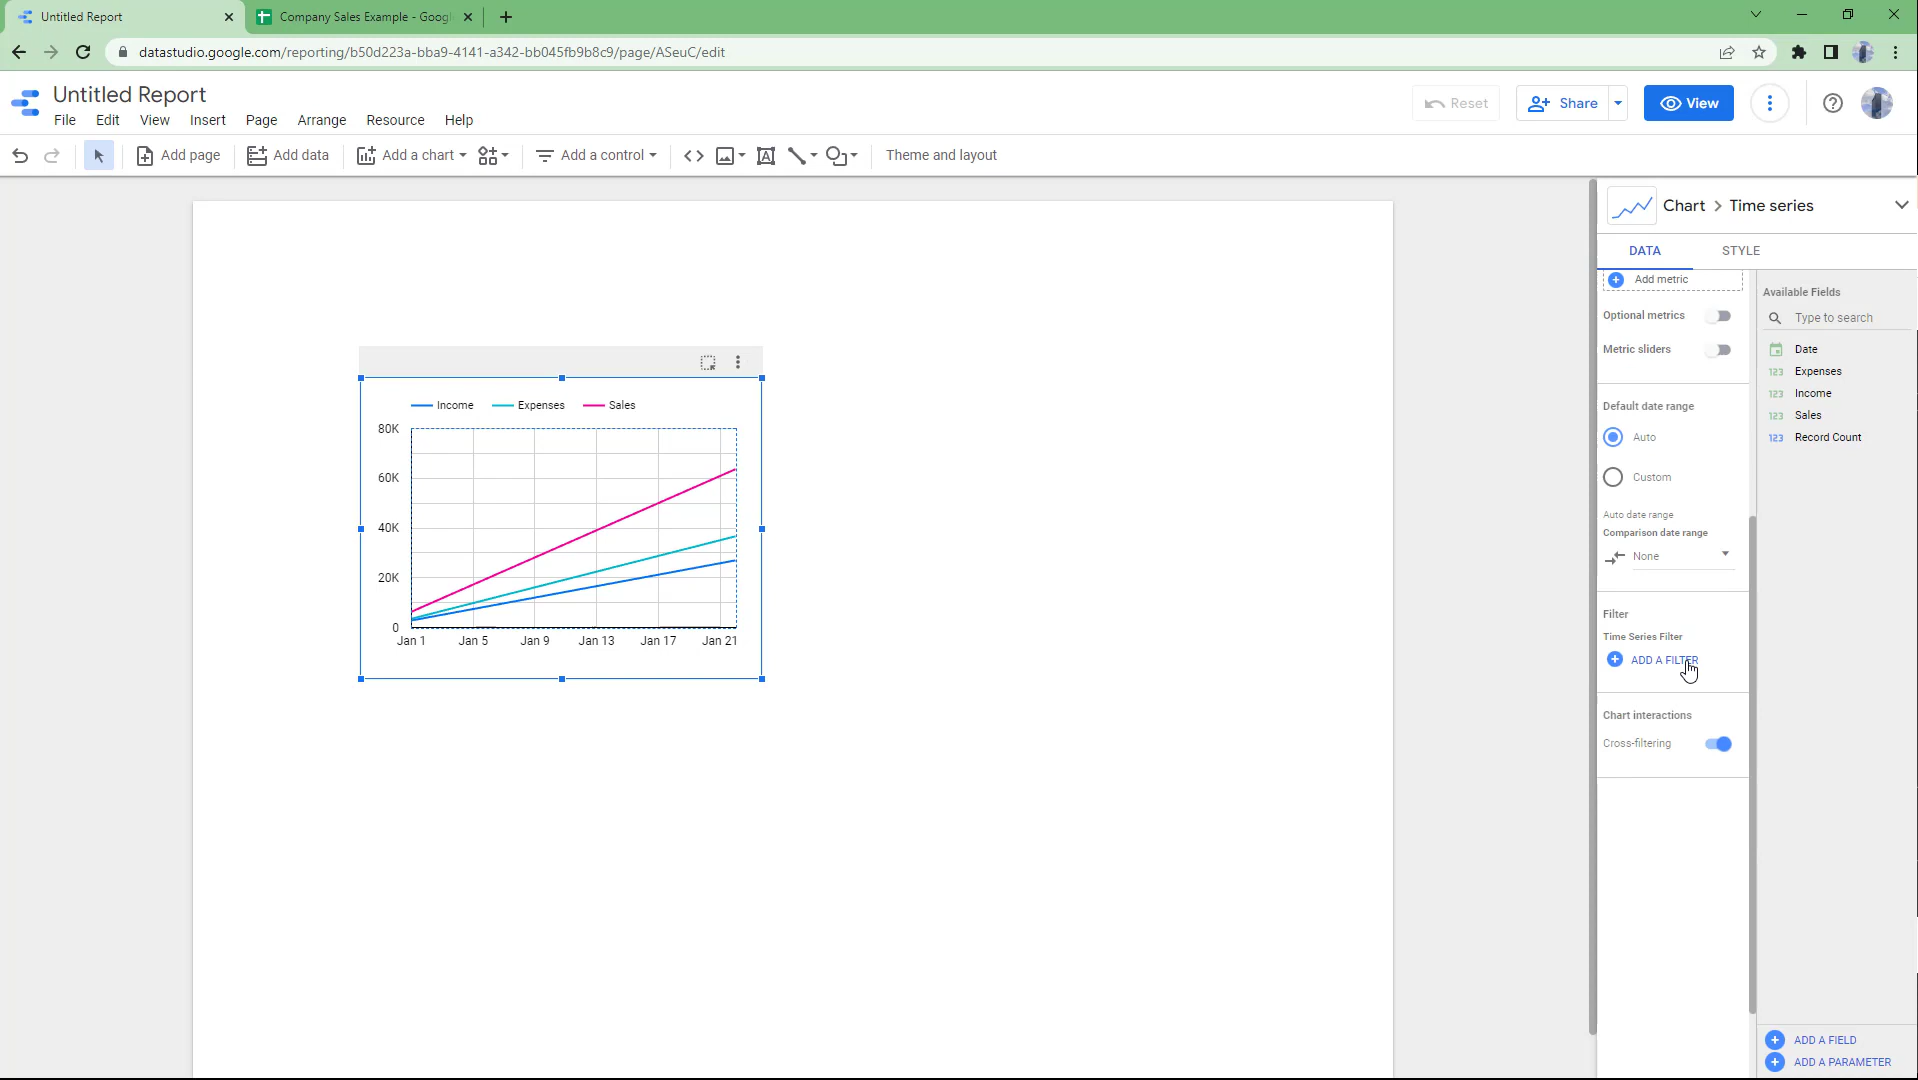 Untitled Report
Company Sales Example - Googl
datastudio.google.com/reporting/b50d223a-bba9-4141-a342-bb045fb9b8c9/page/ASeuC/edit
Untitled Report
File Edit View Insert Page Arrange Resource Help
Reset Share View
Add page Add data Add a chart Add a control Theme and layout
Chart > Time series
DATA STYLE
Add metric
Optional metrics
Metric sliders
Default date range
Auto
Custom
Auto date range
Comparison date range
None
Filter
Time Series Filter
ADD A FILTER
Chart interactions
Cross-filtering
Available Fields
Type to search
Date
123 Expenses
123 Income
123 Sales
123 Record Count
ADD A FIELD
ADD A PARAMETER
Income Expenses Sales
80K
60K
40K
20K
0
Jan 1 Jan 5 Jan 9 Jan 13 Jan 17 Jan 21